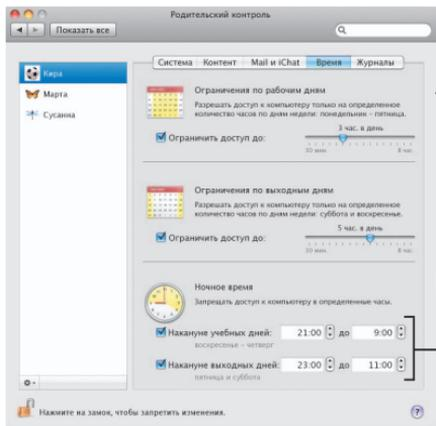 Родительский контроль
Показать все
Система Контент Mail и iChat Время Журналы
Кира
Марта
Сусанна
Ограничения по рабочим дням
Разрешать доступ к компьютеру только на определенное
количество часов по дням недели: понедельник – пятница.
3 час. в день
Ограничить доступ до:
30 мин. 8 час.
Ограничения по выходным дням
Разрешать доступ к компьютеру только на определенное
количество часов по дням недели: суббота и воскресенье.
5 час. в день
Ограничить доступ до:
30 мин. 8 час.
Ночное время
Запрещать доступ к компьютеру в определенные часы.
Накануне учебных дней: 21:00 до 9:00
воскресенье – четверг
Накануне выходных дней: 23:00 до 11:00
пятница и суббота
Нажмите на замок, чтобы запретить изменения.
?